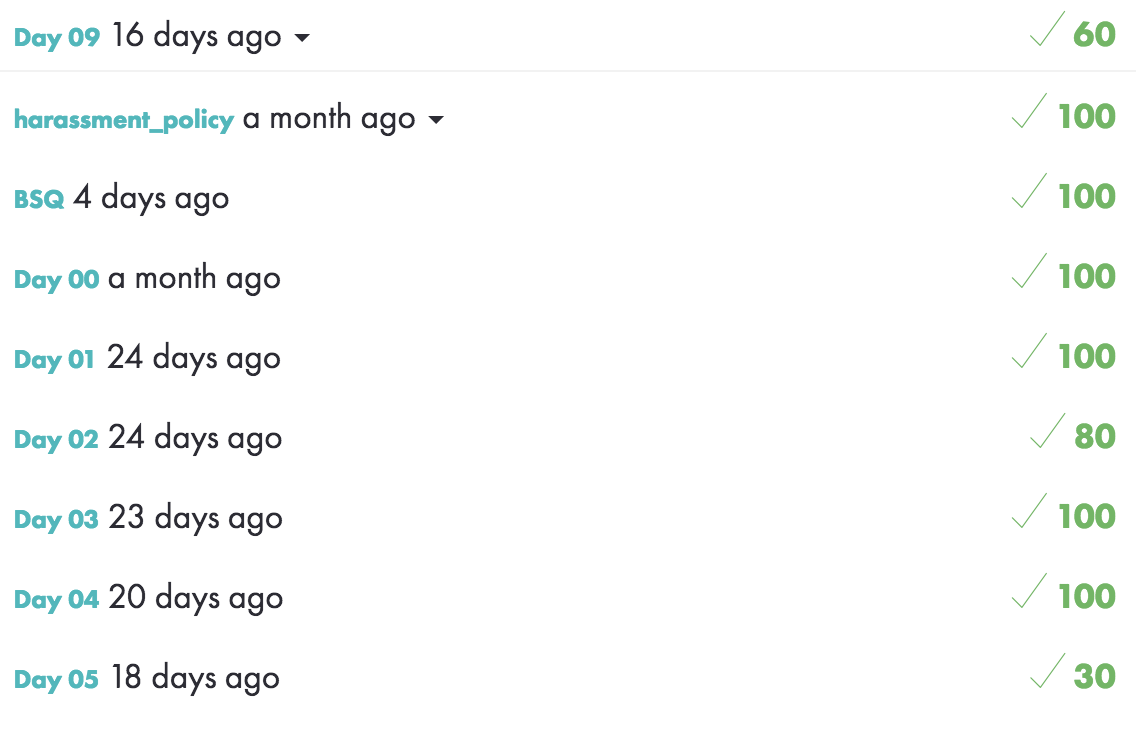 Day 09 16 days ago 60
harassment_policy a month ago 100
BSQ 4 days ago 100
Day 00 a month ago 100
Day 01 24 days ago 100
Day 02 24 days ago 80
Day 03 23 days ago 100
Day 04 20 days ago 100
Day 05 18 days ago 30